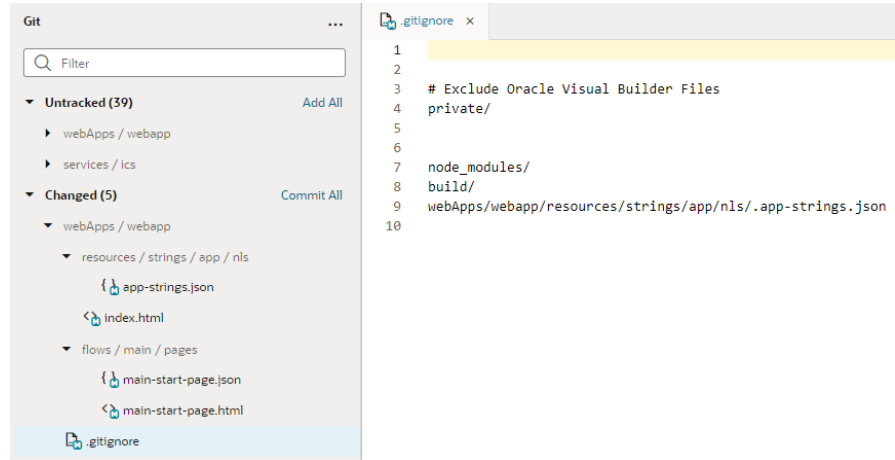 Git
...
Filter
Untracked (39) Add All
webApps / webapp
services / ics
Changed (5) Commit All
webApps / webapp
resources / strings / app / nls
app-strings.json
index.html
flows / main / pages
main-start-page.json
main-start-page.html
.gitignore
.gitignore x
1
2
3 # Exclude Oracle Visual Builder Files
4 private/
5
6
7 node_modules/
8 build/
9 webApps/webapp/resources/strings/app/nls/.app-strings.json
10